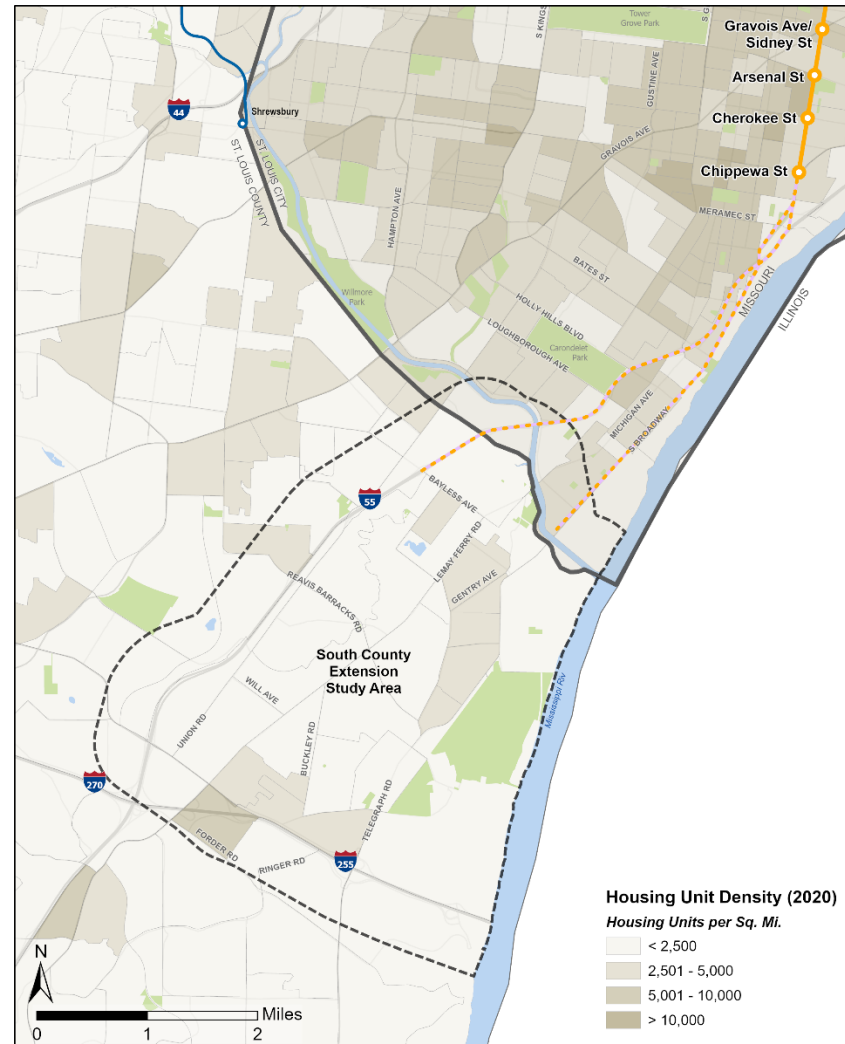 Tower
Grove Park
S KINGS
S G
Gravois Ave/
Sidney St
GUSTINE AVE
Arsenal St
Shrewsbury
44
Cherokee St
GRAVOIS AVE
ST. LOUIS CITY
ST. LOUIS COUNTY
Chippewa St
HAMPTON AVE
MERAMEC ST
BATES ST
MISSOURI
ILLINOIS
Willmore
Park
HOLLY HILLS BLVD
LOUGHBOROUGH AVE
Carondelet
Park
MICHIGAN AVE
S BROADWAY
55
BAYLESS AVE
LEMAY FERRY RD
REAVIS BARRACKS RD
GENTRY AVE
South County
Extension
Study Area
WILL AVE
Mississippi Riv
UNION RD
BUCKLEY RD
270
TELEGRAPH RD
FORDER RD
RINGER RD
255
Housing Unit Density (2020)
Housing Units per Sq. Mi.
< 2,500
2,501 - 5,000
5,001 - 10,000
> 10,000
N
Miles
0 1 2